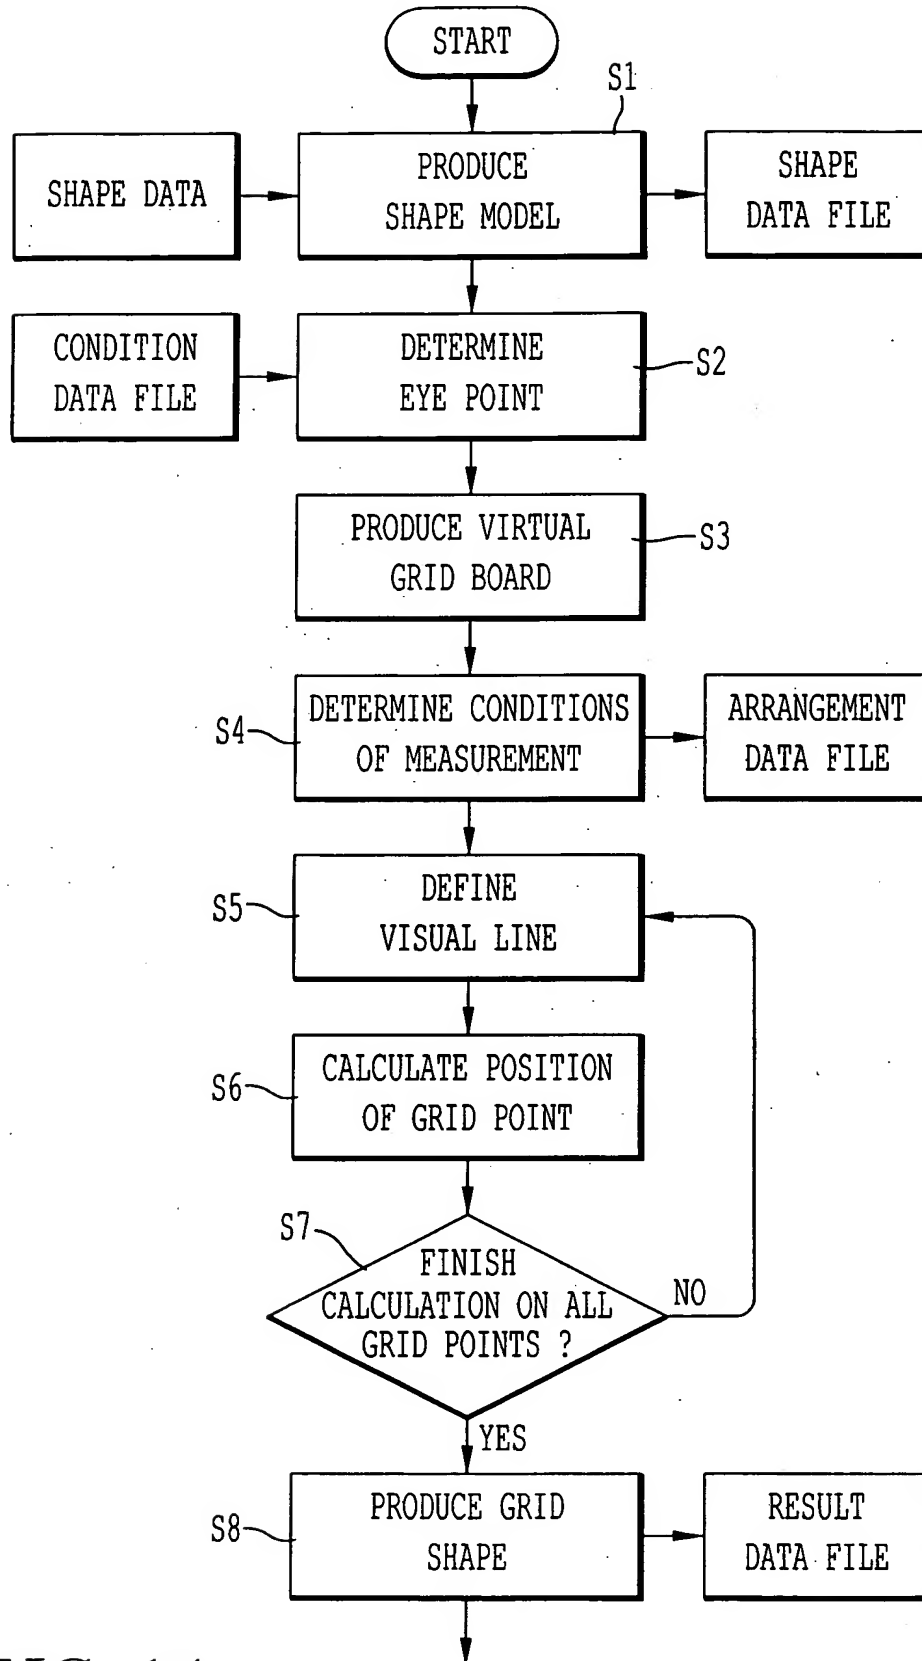 START
S1
SHAPE DATA
PRODUCE
SHAPE MODEL
SHAPE
DATA FILE
CONDITION
DATA FILE
DETERMINE
EYE POINT
S2
PRODUCE VIRTUAL
GRID BOARD
S3
S4
DETERMINE CONDITIONS
OF MEASUREMENT
ARRANGEMENT
DATA FILE
S5
DEFINE
VISUAL LINE
S6
CALCULATE POSITION
OF GRID POINT
S7
FINISH
CALCULATION ON ALL
GRID POINTS ?
NO
YES
S8
PRODUCE GRID
SHAPE
RESULT
DATA FILE